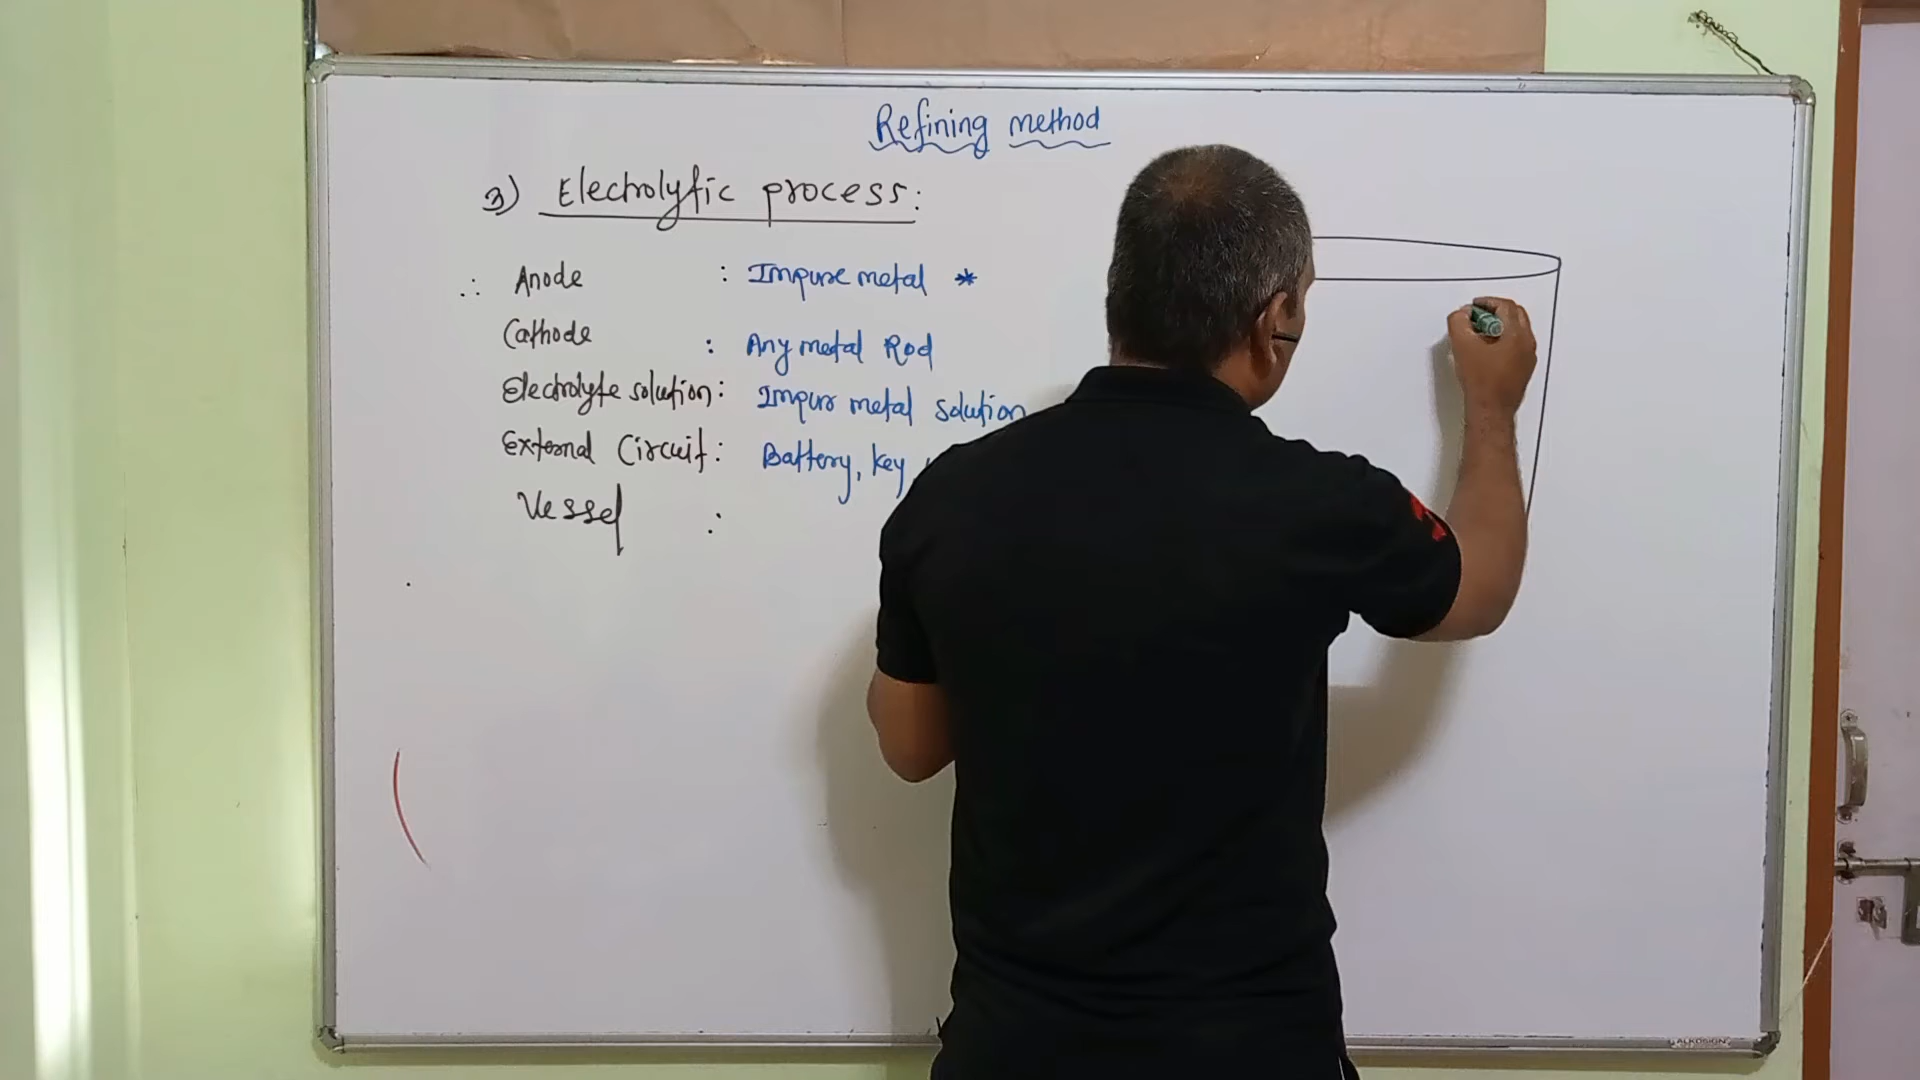 Refining method
3) Electrolytic process:
∴ Anode : Impure metal *
Cathode : Any metal Rod
Electrolyte solution: Impur metal solution
External Circuit: Battery, key
Vessel :